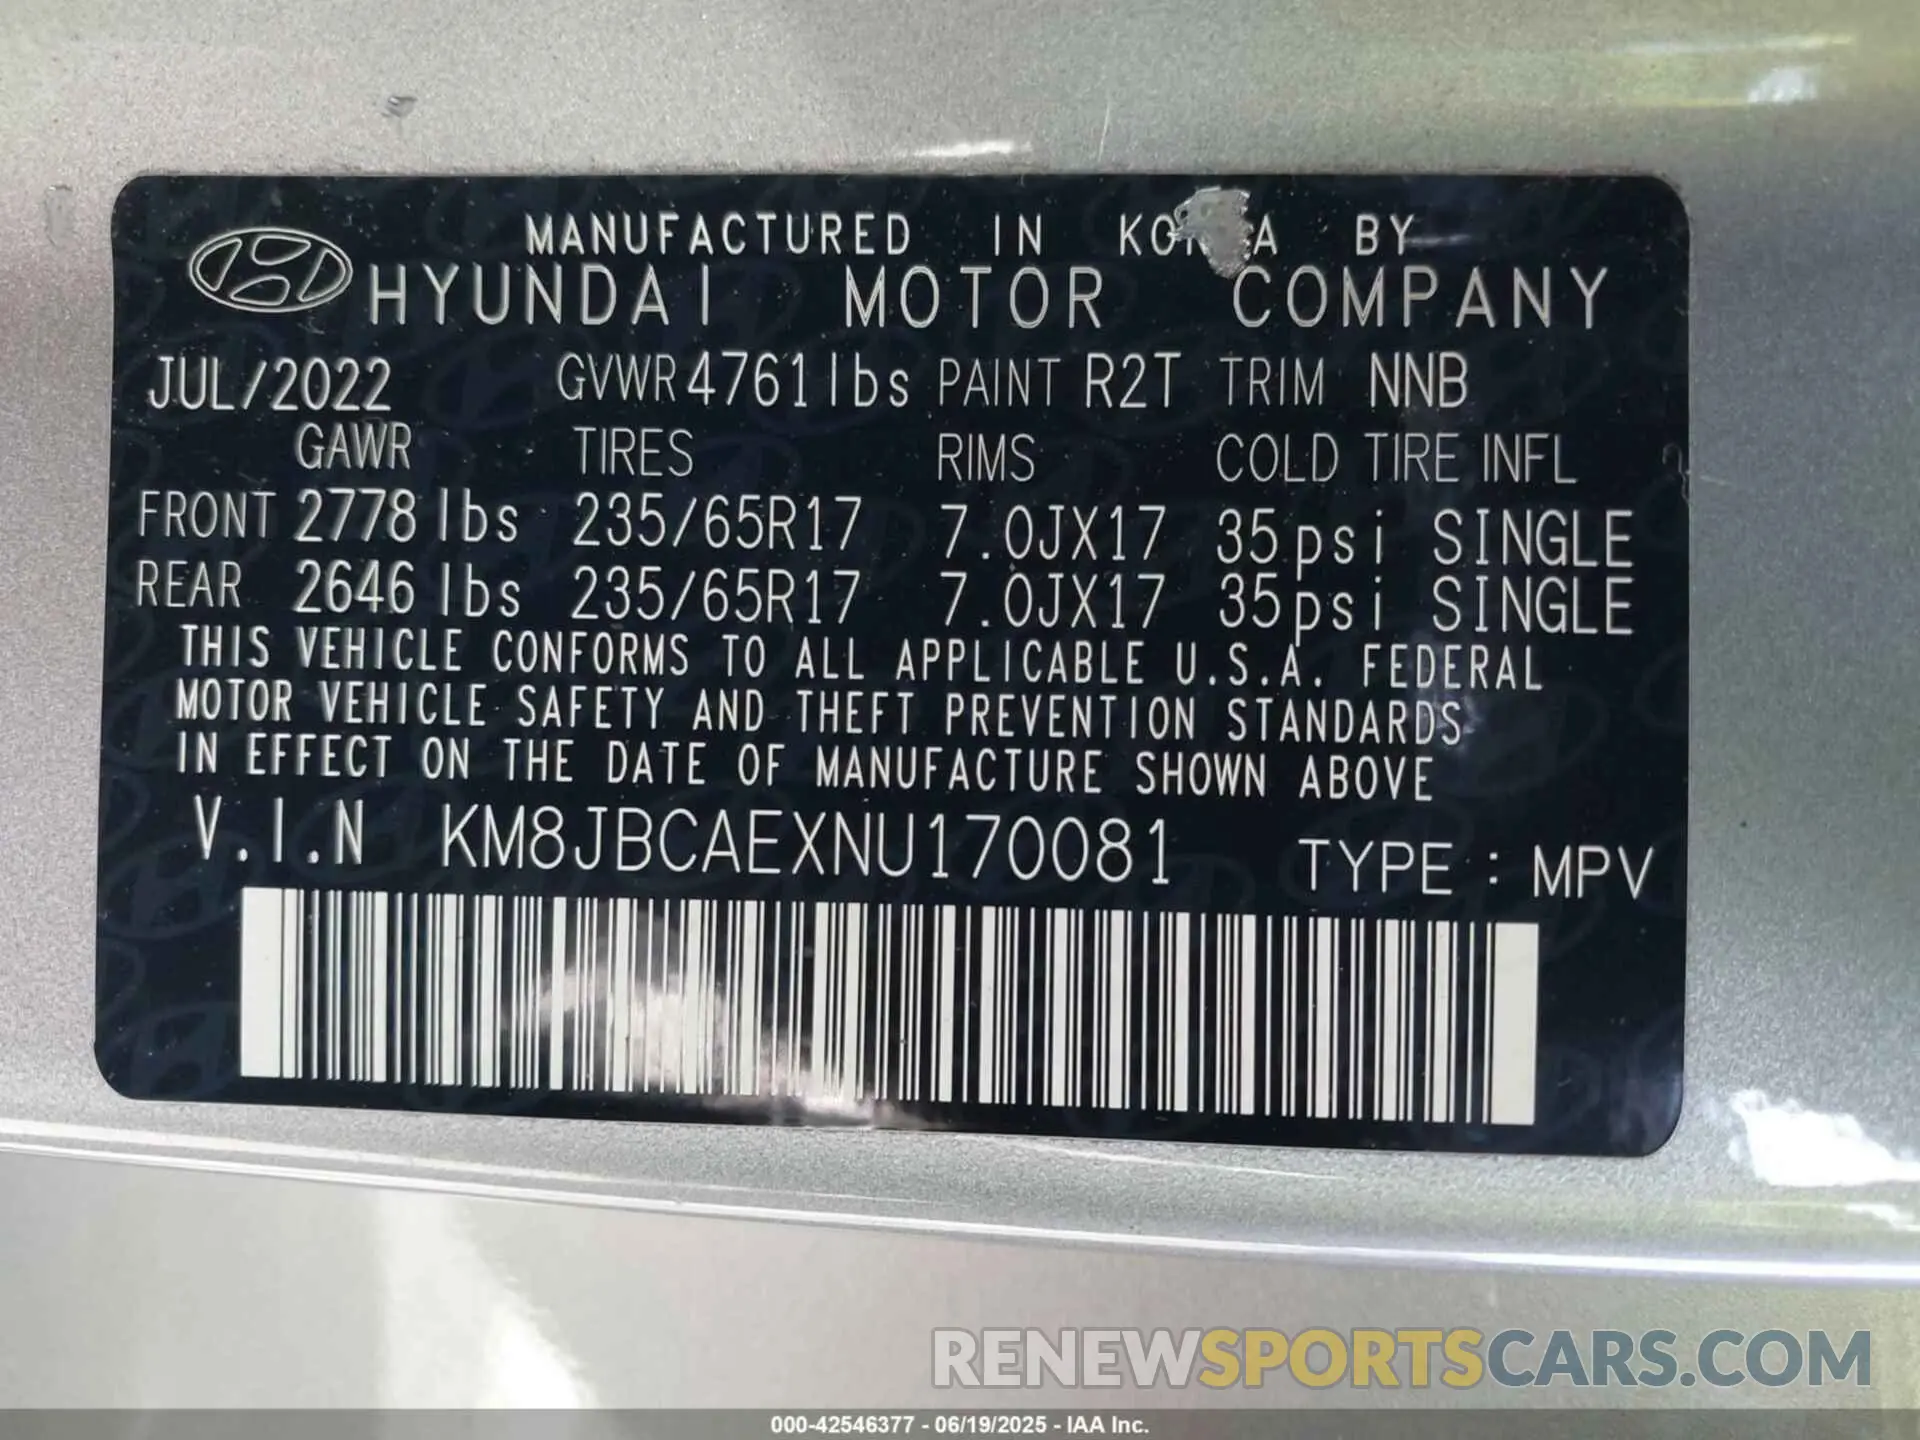 MANUFACTURED IN KOREA BY
HYUNDAI MOTOR COMPANY
JUL/2022 GVWR 4761lbs PAINT R2T TRIM NNB
GAWR TIRES RIMS COLD TIRE INFL
FRONT 2778 lbs 235/65R17 7.0JX17 35psi SINGLE
REAR 2646 lbs 235/65R17 7.0JX17 35psi SINGLE
THIS VEHICLE CONFORMS TO ALL APPLICABLE U.S.A. FEDERAL
MOTOR VEHICLE SAFETY AND THEFT PREVENTION STANDARDS
IN EFFECT ON THE DATE OF MANUFACTURE SHOWN ABOVE
V.I.N KM8JBCAEXNU170081 TYPE : MPV
RENEWSPORTSCARS.COM
000-42546377 - 06/19/2025 - IAA Inc.